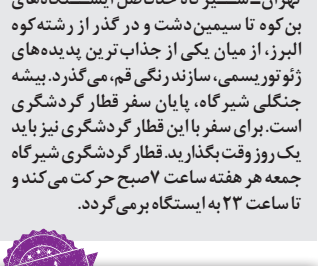 بن کوه تا سیمین‌دشت و در گذر از رشته‌کوه
البرز، از میان یکی از جذاب‌ترین پدیده‌های
ژئوتوریسمی، سازند رنگی قم، می‌گذرد. بیشه
جنگلی شیرگاه، پایان سفر قطار گردشگری
است. برای سفر با این قطار گردشگری نیز باید
یک روز وقت بگذارید. قطار گردشگری شیرگاه
جمعه هر هفته ساعت ۷ صبح حرکت می‌کند و
تا ساعت ۲۳ به ایستگاه برمی‌گردد.